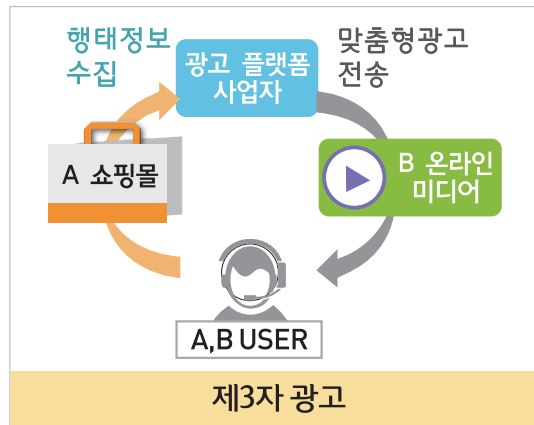 행태정보
수집
광고 플랫폼
사업자
맞춤형광고
전송
A 쇼핑몰
B 온라인
미디어
A,B USER
제3자 광고